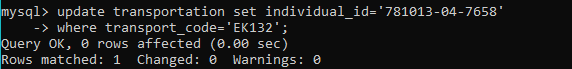 mysql> update transportation set individual_id='781013-04-7658'
    -> where transport_code='EK132';
Query OK, 0 rows affected (0.00 sec)
Rows matched: 1  Changed: 0  Warnings: 0